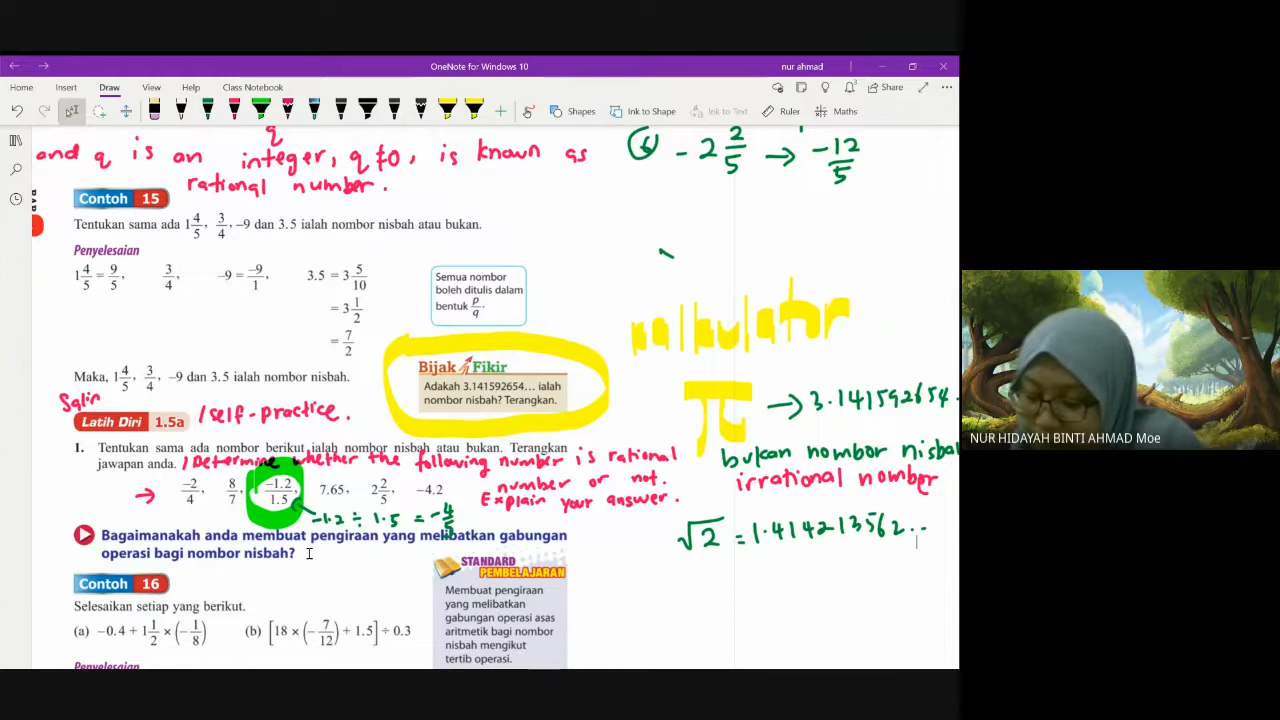 nur ahmad
OneNote for Windows 10
Home Insert Draw View Help Class Notebook Share
Shapes Ink to Shape Ink to Text Ruler Maths
q
and q is an integer, q≠0, is known as
rational number.
⑥ -2 2/5 → -12/5
Contoh 15
Tentukan sama ada 1 4/5, 3/4, –9 dan 3.5 ialah nombor nisbah atau bukan.
Penyelesaian
1 4/5 = 9/5, 3/4, –9 = –9/1, 3.5 = 3 5/10
= 3 1/2
= 7/2
Semua nombor
boleh ditulis dalam
bentuk p/q.
kalkulator
Bijak Fikir
Adakah 3.141592654... ialah
nombor nisbah? Terangkan.
Maka, 1 4/5, 3/4, –9 dan 3.5 ialah nombor nisbah.
π → 3.141592654.
Salin
Latih Diri 1.5a /self-practice.
1. Tentukan sama ada nombor berikut ialah nombor nisbah atau bukan. Terangkan
jawapan anda. /Determine whether the following number is rational
number or not.
Explain your answer.
bukan nombor nisbah
irrational number
→ –2/4, 8/7, –1.2/1.5, 7.65, 2 2/5, –4.2
-1.2 ÷ 1.5 = -4/5
√2 = 1.414213562...
Bagaimanakah anda membuat pengiraan yang melibatkan gabungan
operasi bagi nombor nisbah?
Contoh 16
Selesaikan setiap yang berikut.
(a) –0.4 + 1 1/2 × (–1/8) (b) [18 × (–7/12) + 1.5] ÷ 0.3
Penyelesaian
STANDARD
PEMBELAJARAN
Membuat pengiraan
yang melibatkan
gabungan operasi asas
aritmetik bagi nombor
nisbah mengikut
tertib operasi.
NUR HIDAYAH BINTI AHMAD Moe